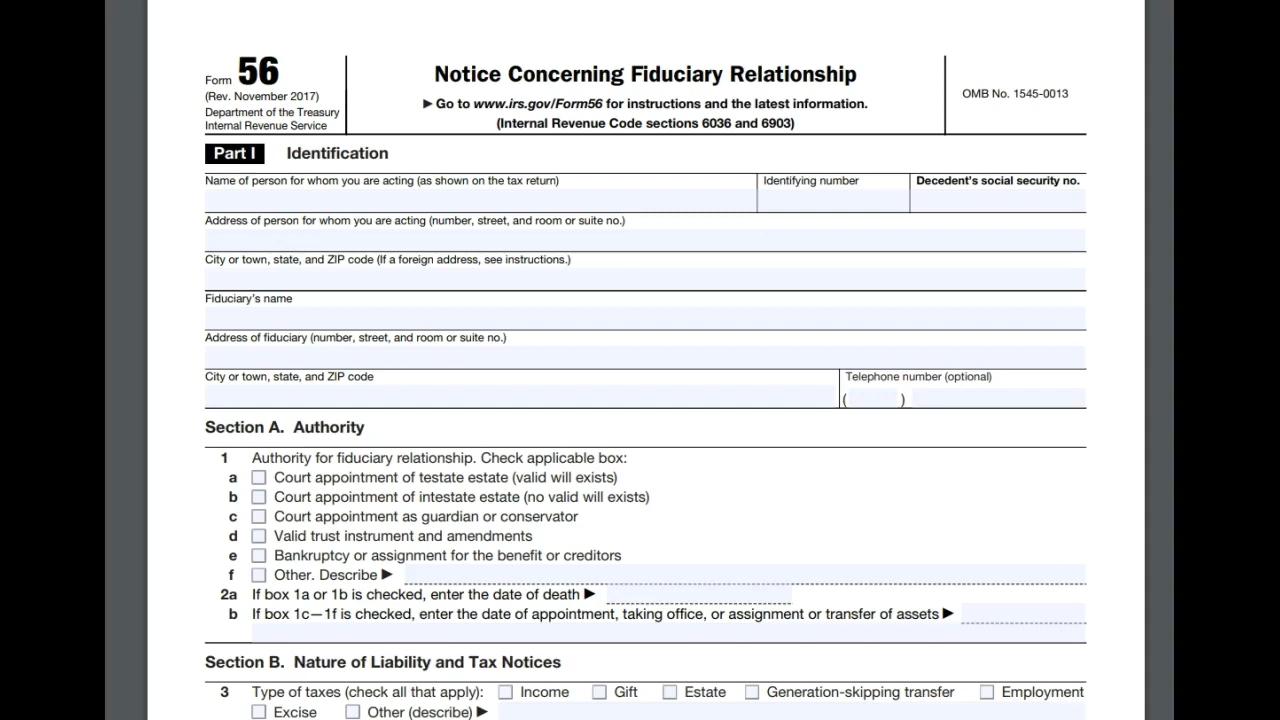 Form 56
(Rev. November 2017)
Department of the Treasury
Internal Revenue Service
Notice Concerning Fiduciary Relationship
▶ Go to www.irs.gov/Form56 for instructions and the latest information.
(Internal Revenue Code sections 6036 and 6903)
OMB No. 1545-0013
Part I Identification
Name of person for whom you are acting (as shown on the tax return)
Identifying number
Decedent's social security no.
Address of person for whom you are acting (number, street, and room or suite no.)
City or town, state, and ZIP code (If a foreign address, see instructions.)
Fiduciary's name
Address of fiduciary (number, street, and room or suite no.)
City or town, state, and ZIP code
Telephone number (optional)
( )
Section A. Authority
1 Authority for fiduciary relationship. Check applicable box:
a Court appointment of testate estate (valid will exists)
b Court appointment of intestate estate (no valid will exists)
c Court appointment as guardian or conservator
d Valid trust instrument and amendments
e Bankruptcy or assignment for the benefit or creditors
f Other. Describe ▶
2a If box 1a or 1b is checked, enter the date of death ▶
b If box 1c—1f is checked, enter the date of appointment, taking office, or assignment or transfer of assets ▶
Section B. Nature of Liability and Tax Notices
3 Type of taxes (check all that apply): Income Gift Estate Generation-skipping transfer Employment
Excise Other (describe) ▶